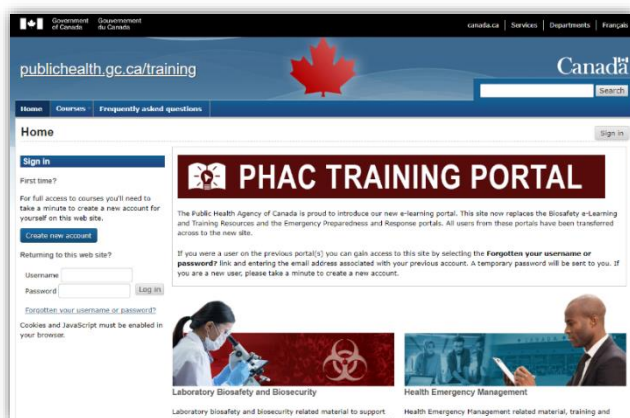 Government of Canada
Gouvernement du Canada
canada.ca
Services
Departments
Français
publichealth.gc.ca/training
Canada
Search
Home
Courses
Frequently asked questions
Home
Sign in
Sign in
First time?
For full access to courses you'll need to
take a minute to create a new account for
yourself on this web site.
Create new account
Returning to this web site?
Username
Password
Log in
Forgotten your username or password?
Cookies and JavaScript must be enabled in
your browser.
PHAC TRAINING PORTAL
The Public Health Agency of Canada is proud to introduce our new e-learning portal. This site now replaces the Biosafety e-Learning
and Training Resources and the Emergency Preparedness and Response portals. All users from these portals have been transferred
across to the new site.
If you were a user on the previous portal(s) you can gain access to this site by selecting the Forgotten your username or
password? link and entering the email address associated with your previous account. A temporary password will be sent to you. If
you are a new user, please take a minute to create a new account.
Laboratory Biosafety and Biosecurity
Laboratory biosafety and biosecurity related material to support
Health Emergency Management
Health Emergency Management related material, training and